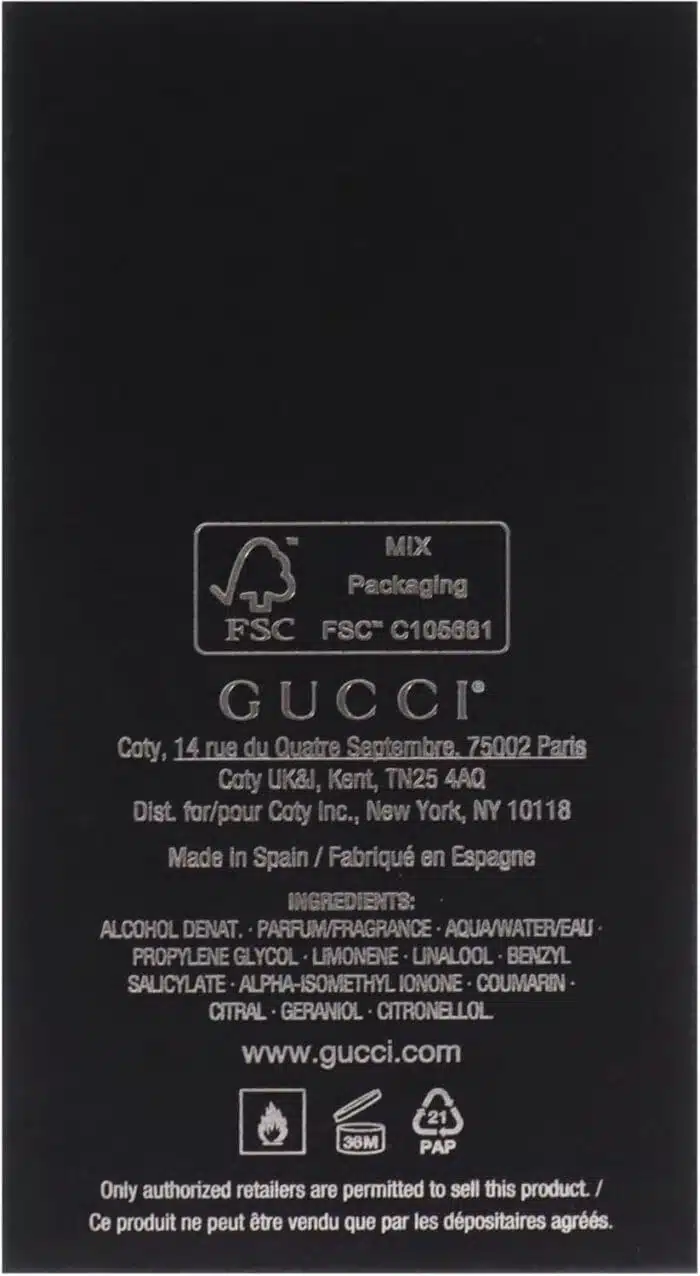 MIX
Packaging
FSC™ C105681
FSC™
GUCCI®
Coty, 14 rue du Quatre Septembre, 75002 Paris
Coty UK&I, Kent, TN25 4AQ
Dist. for/pour Coty Inc., New York, NY 10118
Made in Spain / Fabriqué en Espagne
INGREDIENTS:
ALCOHOL DENAT. · PARFUM/FRAGRANCE · AQUA/WATER/EAU ·
PROPYLENE GLYCOL · LIMONENE · LINALOOL · BENZYL
SALICYLATE · ALPHA-ISOMETHYL IONONE · COUMARIN ·
CITRAL · GERANIOL · CITRONELLOL.
www.gucci.com
36M
21
PAP
Only authorized retailers are permitted to sell this product. /
Ce produit ne peut être vendu que par les dépositaires agréés.